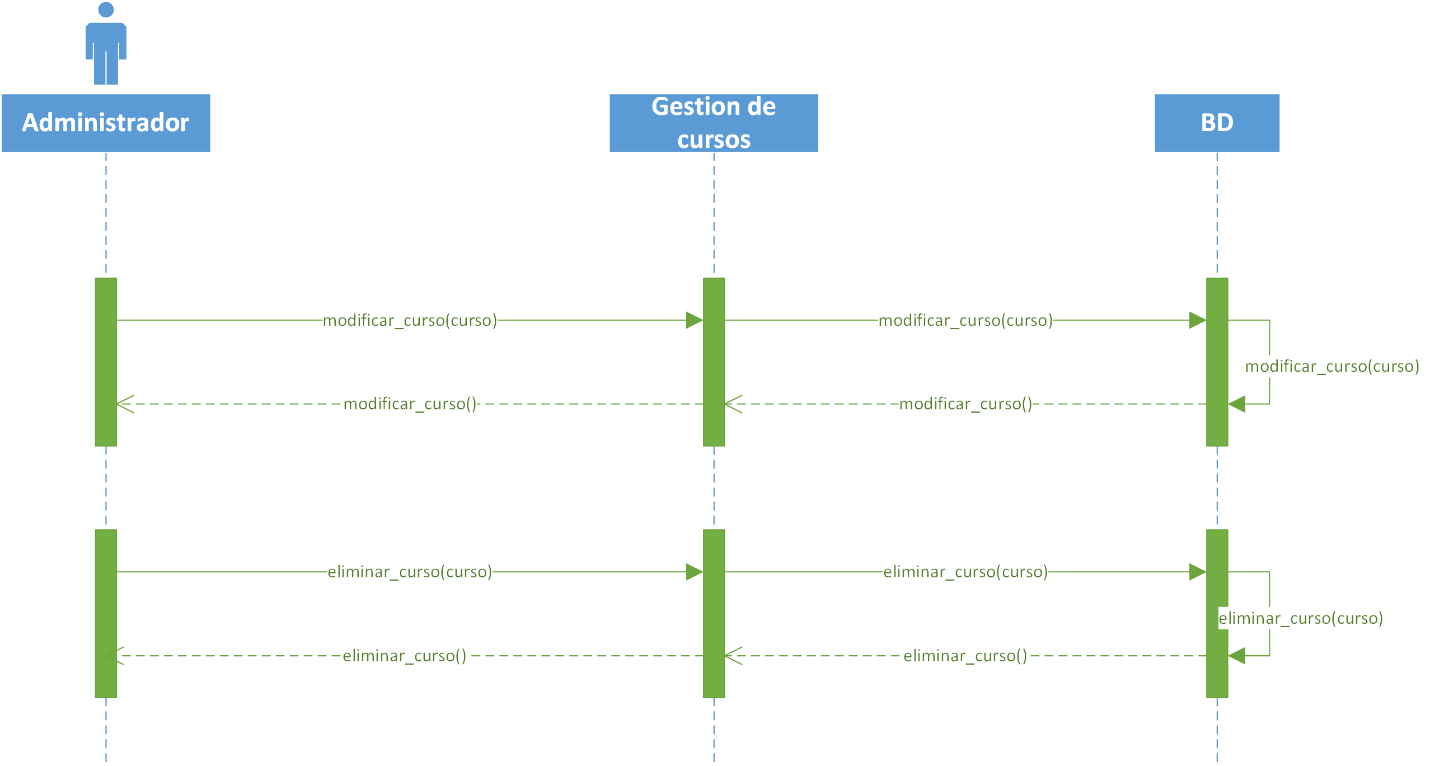 Administrador
Gestion de
cursos
BD
modificar_curso(curso)
modificar_curso(curso)
modificar_curso(curso)
modificar_curso()
modificar_curso()
eliminar_curso(curso)
eliminar_curso(curso)
eliminar_curso(curso)
eliminar_curso()
eliminar_curso()